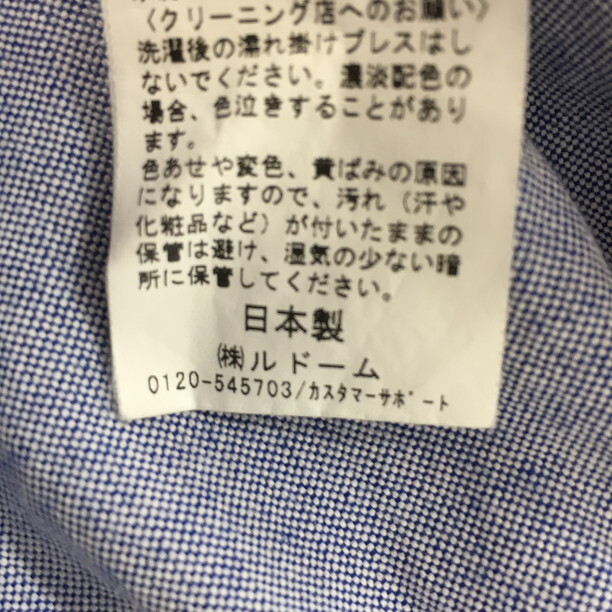 〈クリーニング店へのお願い〉
洗濯後の濡れ掛けプレスはし
ないでください。濃淡配色の
場合、色泣きすることがあり
ます。
色あせや変色、黄ばみの原因
になりますので、汚れ（汗や
化粧品など）が付いたままの
保管は避け、湿気の少ない暗
所に保管してください。
日本製
㈱ルドーム
0120-545703/カスタマーサポート